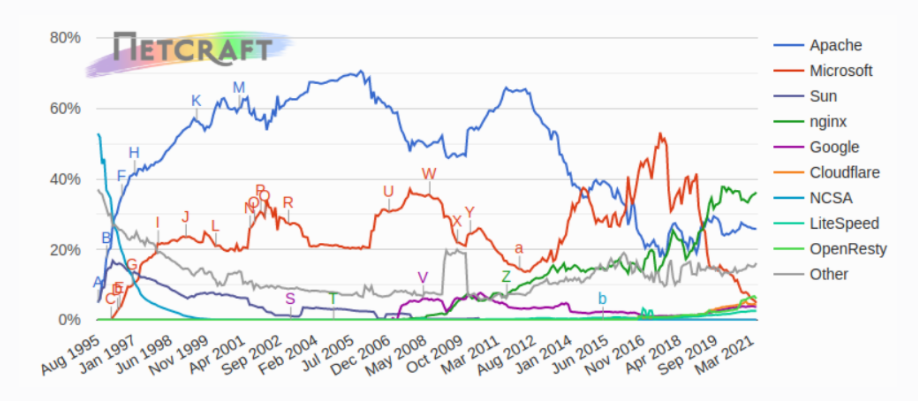 NETCRAFT
80%
60%
40%
20%
0%
A
B
C
D
E
F
G
H
I
J
K
L
M
N
O
P
Q
R
S
T
U
V
W
X
Y
Z
a
b
Aug 1995
Jan 1997
Jun 1998
Nov 1999
Apr 2001
Sep 2002
Feb 2004
Jul 2005
Dec 2006
May 2008
Oct 2009
Mar 2011
Aug 2012
Jan 2014
Jun 2015
Nov 2016
Apr 2018
Sep 2019
Mar 2021
Apache
Microsoft
Sun
nginx
Google
Cloudflare
NCSA
LiteSpeed
OpenResty
Other